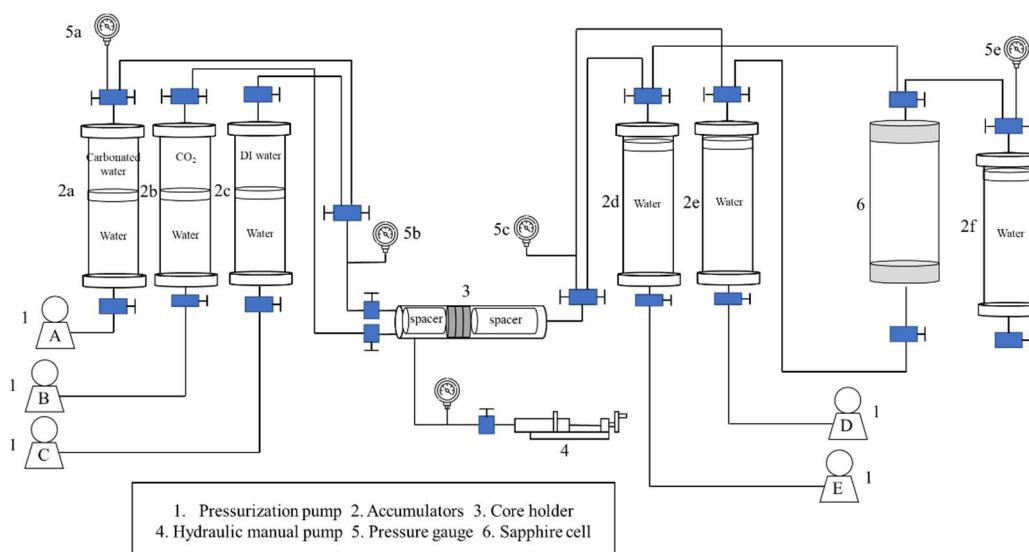 5a
5e
Carbonated
water
CO₂
DI water
2a
2b
2c
Water
Water
Water
5b
5c
2d
Water
2e
Water
6
2f
Water
3
spacer
spacer
1
A
1
B
1
C
4
D
1
E
1
1. Pressurization pump 2. Accumulators 3. Core holder
4. Hydraulic manual pump 5. Pressure gauge 6. Sapphire cell